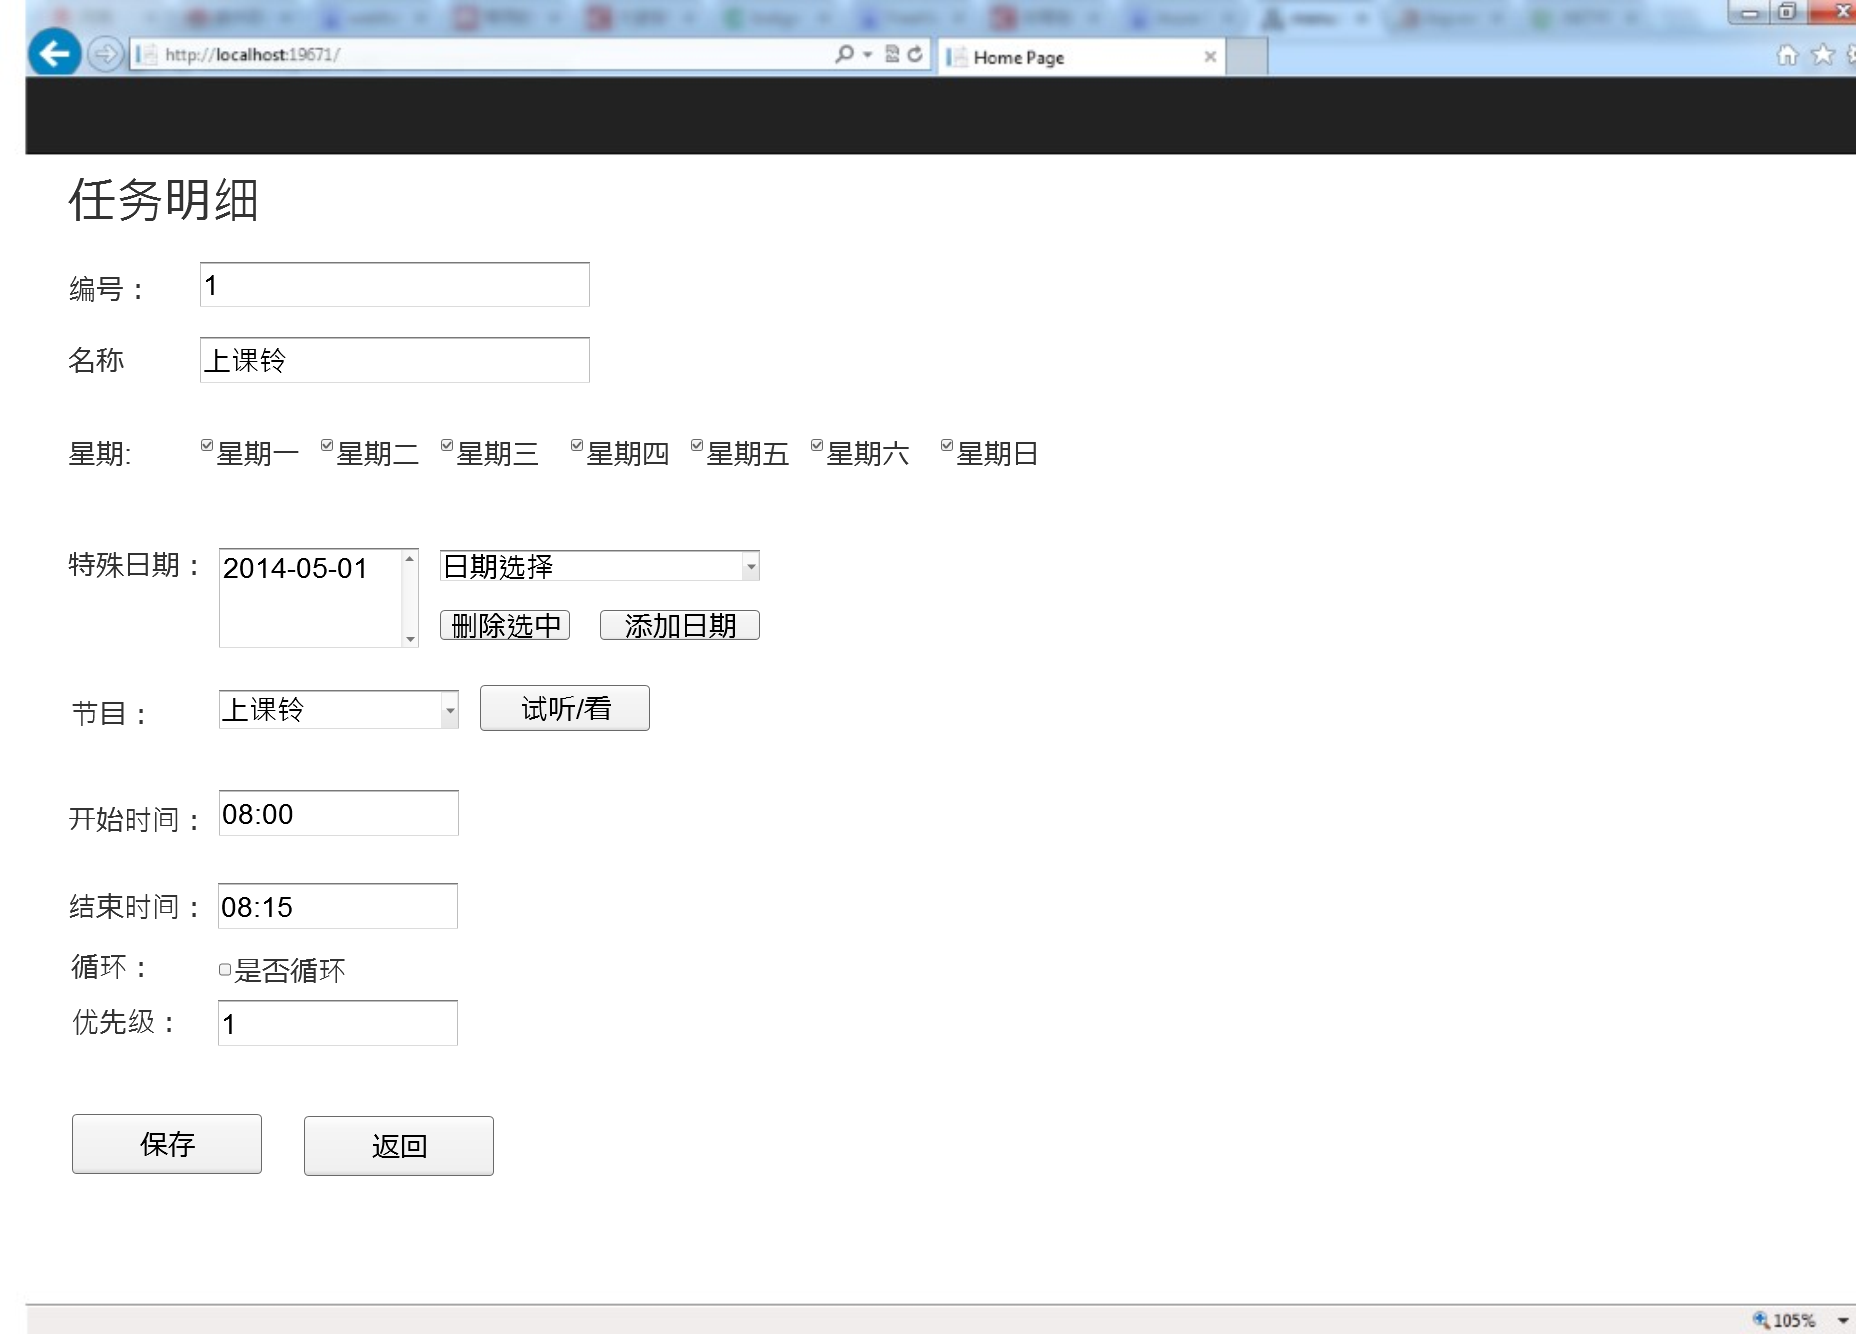 http://localhost:19671/
Home Page
任务明细
编号： 1
名称 上课铃
星期: 星期一 星期二 星期三 星期四 星期五 星期六 星期日
特殊日期： 2014-05-01 日期选择
删除选中 添加日期
节目： 上课铃 试听/看
开始时间： 08:00
结束时间： 08:15
循环： 是否循环
优先级： 1
保存 返回
105%